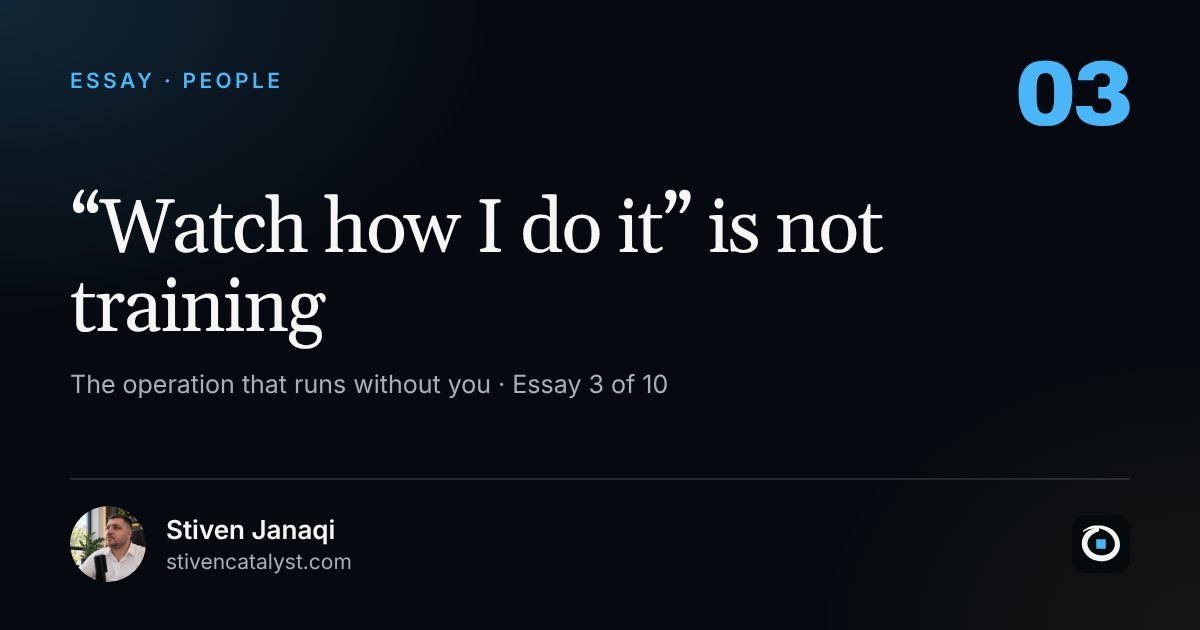 ESSAY · PEOPLE
03
“Watch how I do it” is not
training
The operation that runs without you · Essay 3 of 10
Stiven Janaqi
stivencatalyst.com